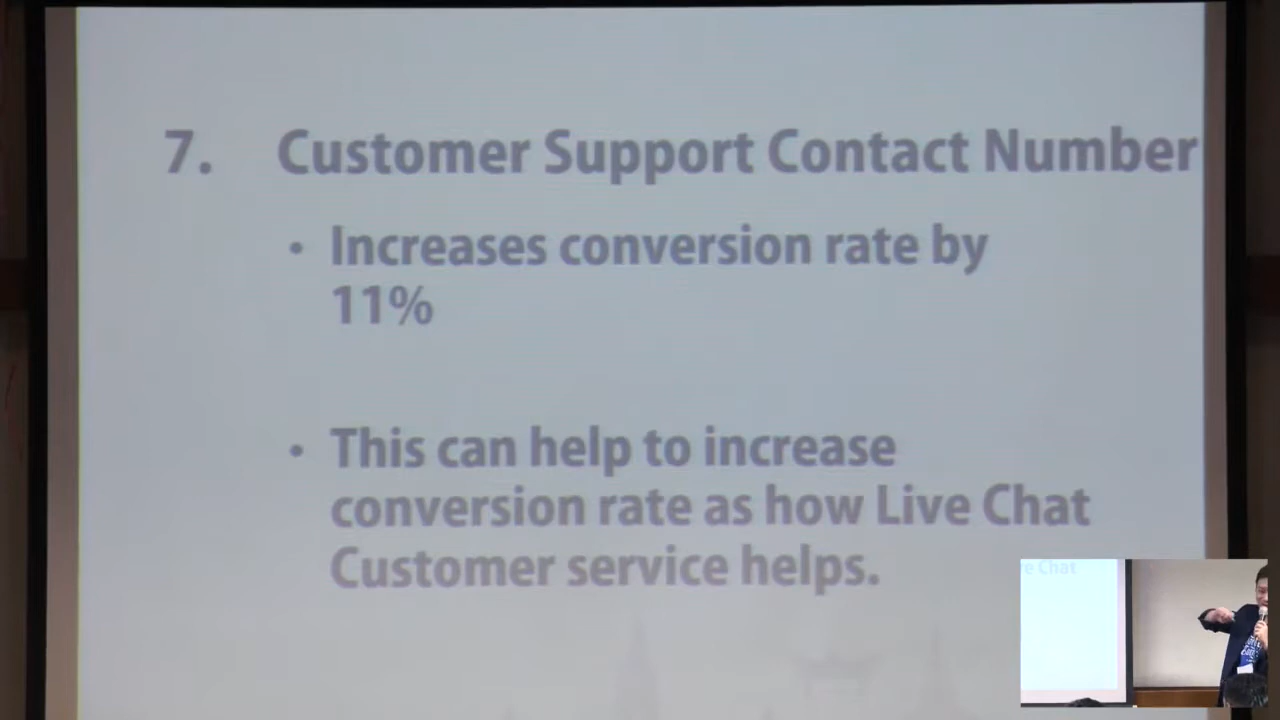 7. Customer Support Contact Number
• Increases conversion rate by
11%
• This can help to increase
conversion rate as how Live Chat
Customer service helps.
e Chat